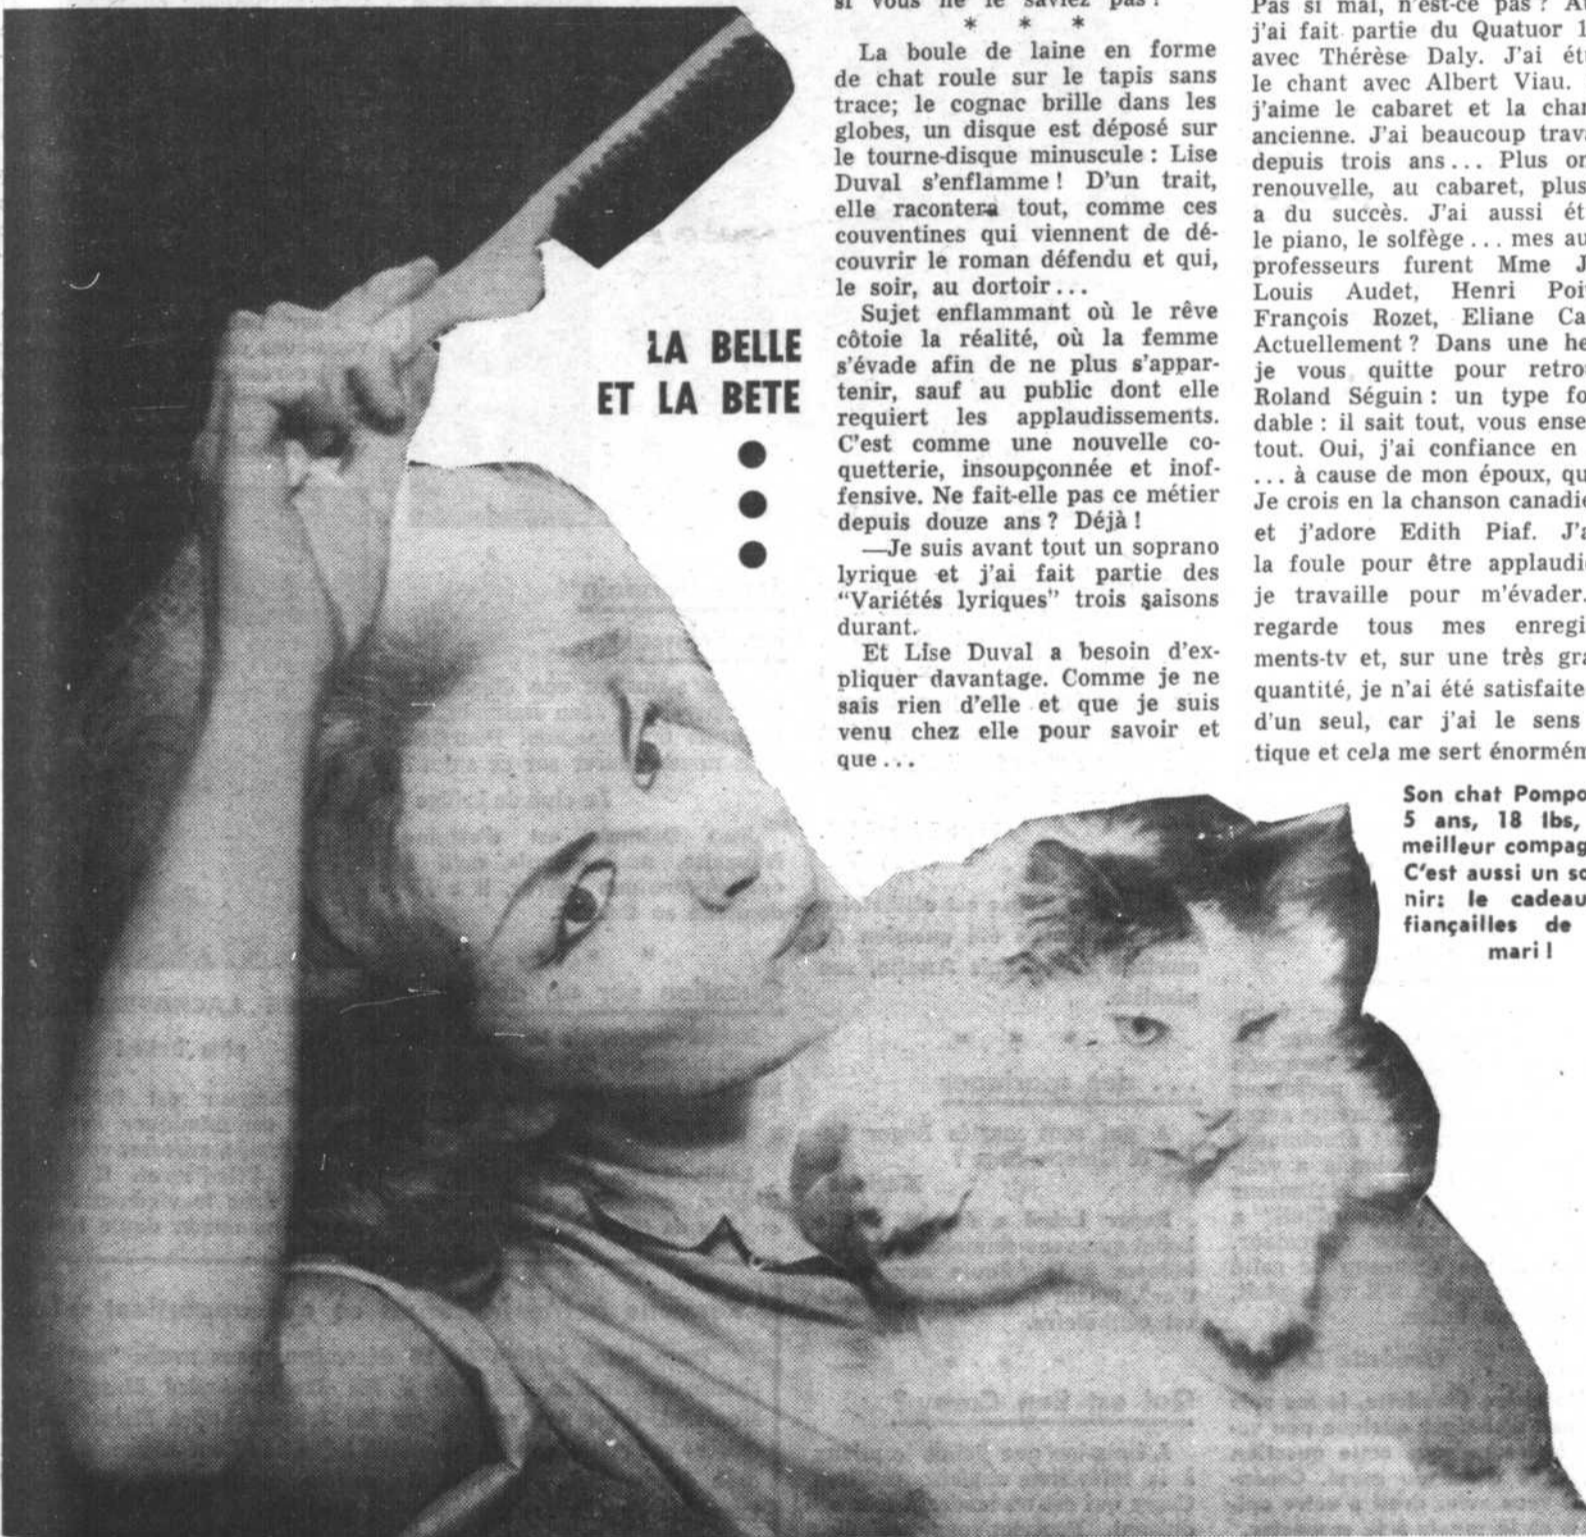 si vous ne le saviez pas!
* * *
La boule de laine en forme
de chat roule sur le tapis sans
trace; le cognac brille dans les
globes, un disque est déposé sur
le tourne-disque minuscule : Lise
Duval s'enflamme ! D'un trait,
elle racontera tout, comme ces
couventines qui viennent de dé-
couvrir le roman défendu et qui,
le soir, au dortoir...
Sujet enflammant où le rêve
côtoie la réalité, où la femme
s'évade afin de ne plus s'appar-
tenir, sauf au public dont elle
requiert les applaudissements.
C'est comme une nouvelle co-
quetterie, insoupçonnée et inof-
fensive. Ne fait-elle pas ce métier
depuis douze ans ? Déjà !
—Je suis avant tout un soprano
lyrique et j'ai fait partie des
"Variétés lyriques" trois saisons
durant.
Et Lise Duval a besoin d'ex-
pliquer davantage. Comme je ne
sais rien d'elle et que je suis
venu chez elle pour savoir et
que...
Pas si mal, n'est-ce pas ?
j'ai fait partie du Quatuor
avec Thérèse Daly. J'ai
le chant avec Albert Viau.
j'aime le cabaret et la
ancienne. J'ai beaucoup
depuis trois ans... Plus
renouvelle, au cabaret, plus
a du succès. J'ai aussi
le piano, le solfège... mes
professeurs furent Mme
Louis Audet, Henri
François Rozet, Eliane
Actuellement ? Dans une
je vous quitte pour
Roland Séguin : un type
dable : il sait tout, vous
tout. Oui, j'ai confiance en
... à cause de mon époux,
Je crois en la chanson
et j'adore Edith Piaf.
la foule pour être
je travaille pour m'évader.
regarde tous mes
ments-tv et, sur une très
quantité, je n'ai été satisfaite
d'un seul, car j'ai le sens
tique et cela me sert
LA BELLE
ET LA BETE
Son chat
5 ans, 18 lbs,
meilleur
C'est aussi un
nir: le cadeau
fiançailles de
mari !